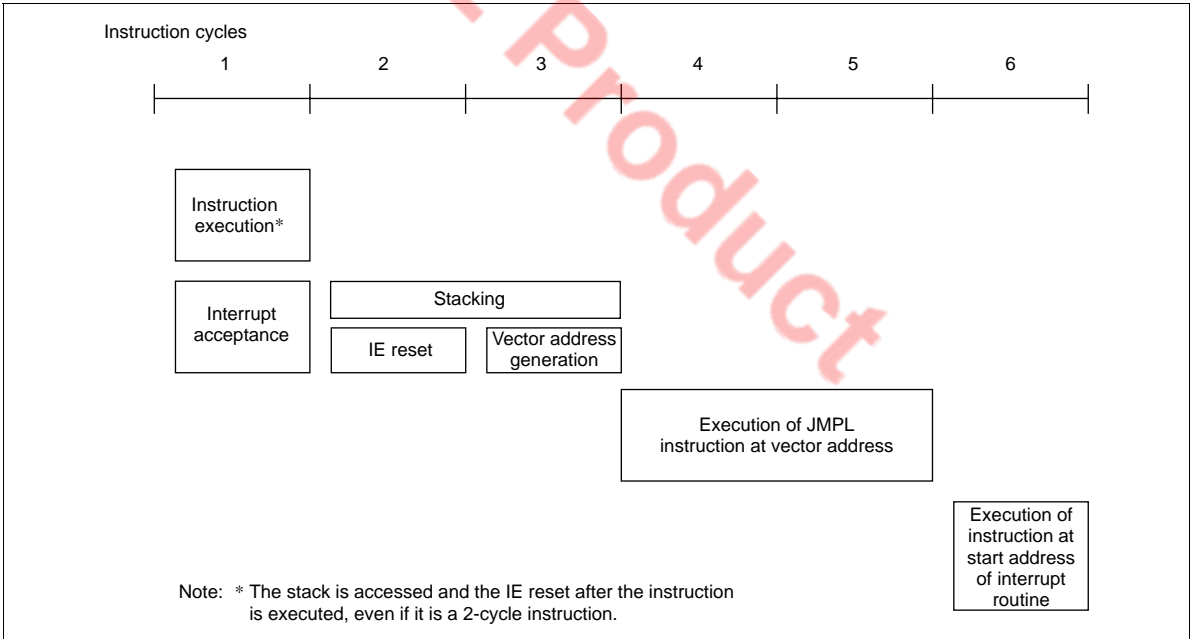 Instruction cycles
1 2 3 4 5 6
Instruction
execution*
Interrupt
acceptance
Stacking
IE reset
Vector address
generation
Execution of JMPL
instruction at vector address
Execution of
instruction at
start address
of interrupt
routine
Note: * The stack is accessed and the IE reset after the instruction
is executed, even if it is a 2-cycle instruction.
Product